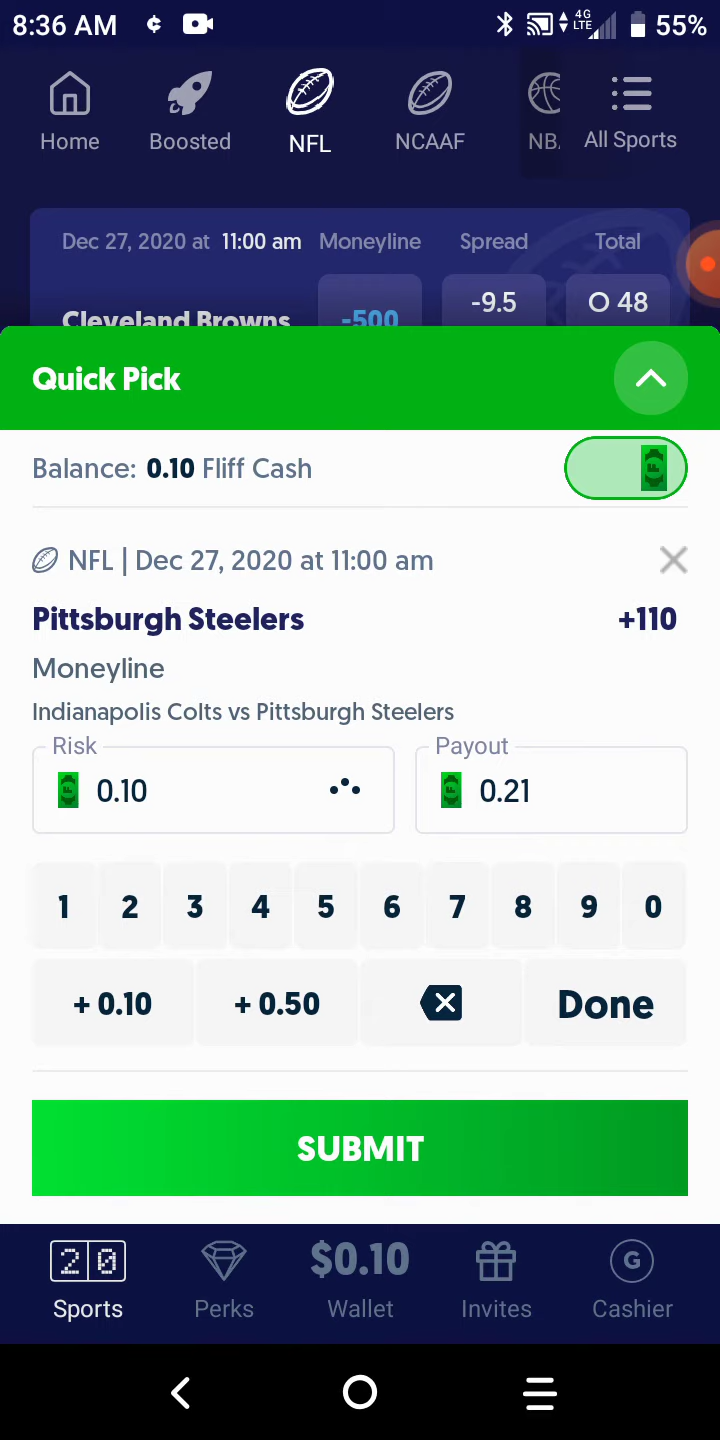 8:36 AM 4G LTE 55%
Home Boosted NFL NCAAF NB All Sports
Dec 27, 2020 at 11:00 am Moneyline Spread Total
Cleveland Browns -500 -9.5 O 48
Quick Pick
Balance: 0.10 Fliff Cash
NFL | Dec 27, 2020 at 11:00 am
Pittsburgh Steelers +110
Moneyline
Indianapolis Colts vs Pittsburgh Steelers
Risk Payout
0.10 0.21
1 2 3 4 5 6 7 8 9 0
+ 0.10 + 0.50 Done
SUBMIT
20 $0.10 G
Sports Perks Wallet Invites Cashier